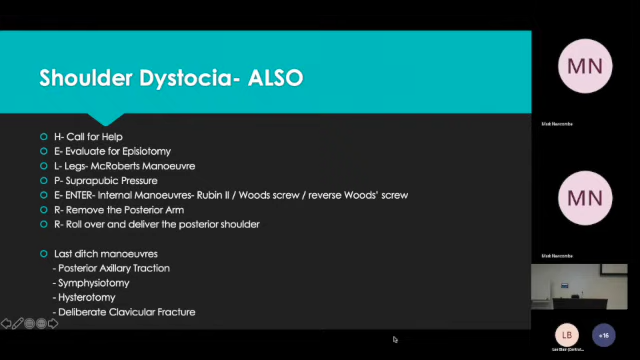 Shoulder Dystocia- ALSO
H- Call for Help
E- Evaluate for Episiotomy
L- Legs- McRoberts Manoeuvre
P- Suprapubic Pressure
E- ENTER- Internal Manoeuvres- Rubin II / Woods screw / reverse Woods' screw
R- Remove the Posterior Arm
R- Roll over and deliver the posterior shoulder
Last ditch manoeuvres
- Posterior Axillary Traction
- Symphysiotomy
- Hysterotomy
- Deliberate Clavicular Fracture
MN
MN
LB
+16